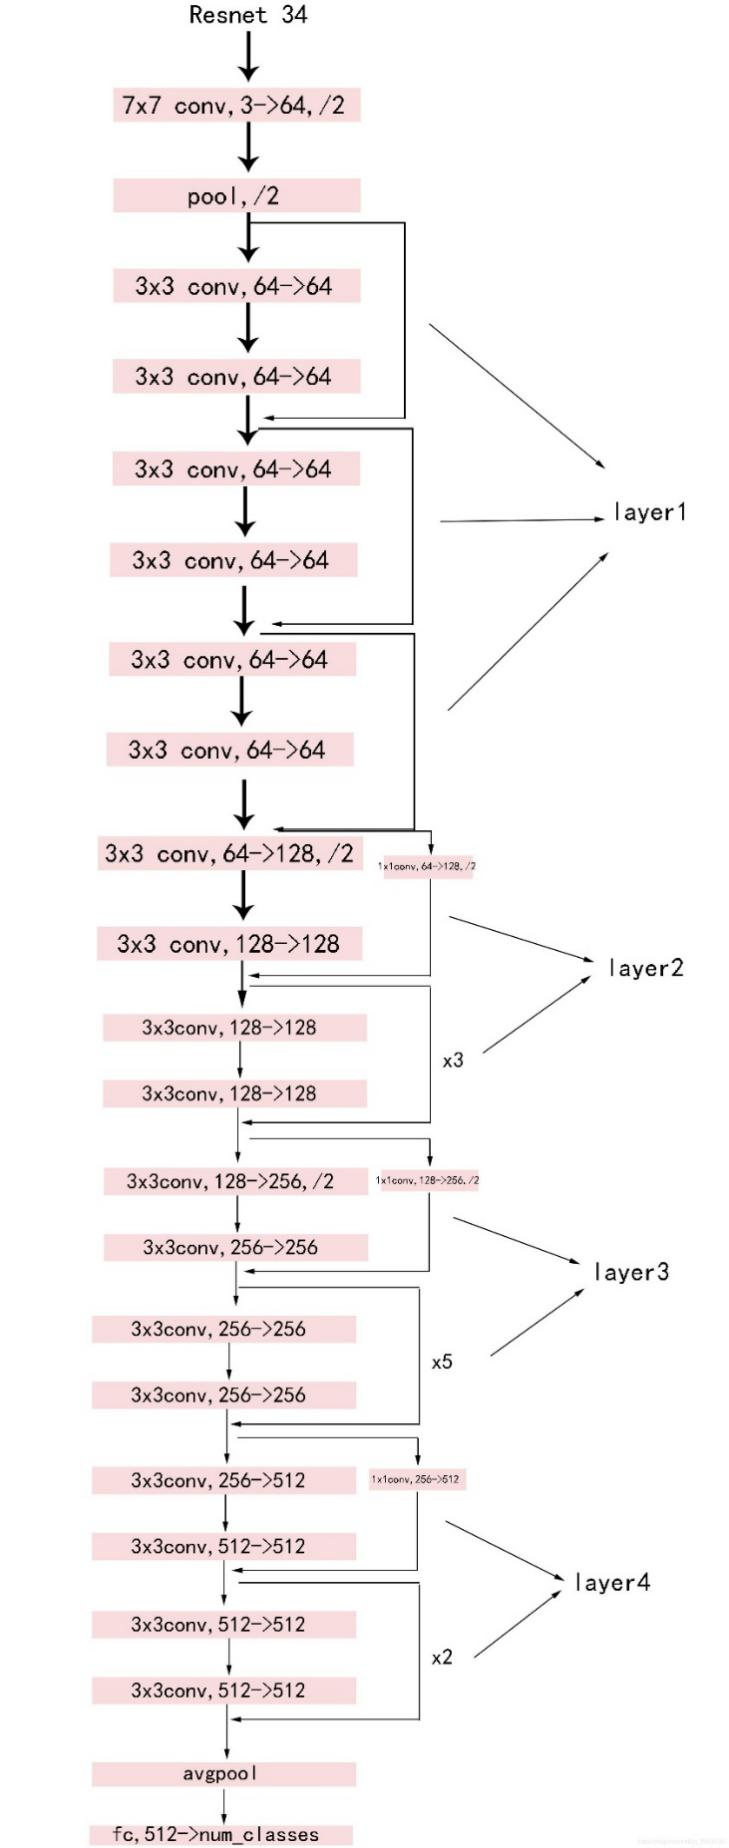 Resnet 34
7x7 conv,3->64,/2
pool,/2
3x3 conv,64->64
3x3 conv,64->64
3x3 conv,64->64
layer1
3x3 conv,64->64
3x3 conv,64->64
3x3 conv,64->64
3x3 conv,64->128,/2
1x1conv,64->128,/2
3x3 conv,128->128
layer2
3x3conv,128->128
x3
3x3conv,128->128
3x3conv,128->256,/2
1x1conv,128->256,/2
3x3conv,256->256
layer3
3x3conv,256->256
x5
3x3conv,256->256
3x3conv,256->512
1x1conv,256->512
3x3conv,512->512
layer4
3x3conv,512->512
x2
3x3conv,512->512
avgpool
fc,512->num_classes